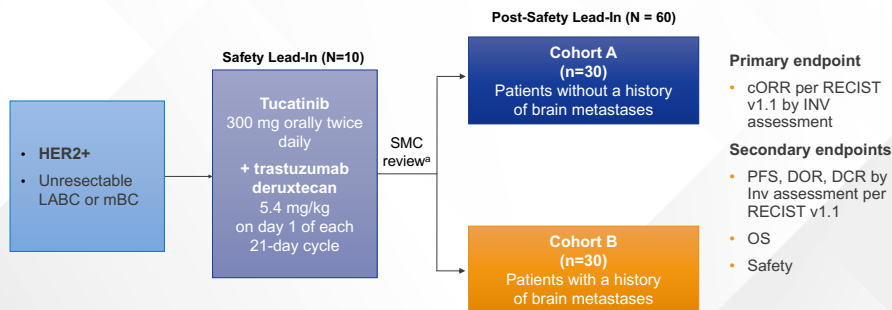 Post-Safety Lead-In (N = 60)
Safety Lead-In (N=10)
• HER2+
• Unresectable
LABC or mBC
Tucatinib
300 mg orally twice
daily
+ trastuzumab
deruxtecan
5.4 mg/kg
on day 1 of each
21-day cycle
SMC
reviewᵃ
Cohort A
(n=30)
Patients without a history
of brain metastases
Cohort B
(n=30)
Patients with a history
of brain metastases
Primary endpoint
• cORR per RECIST
v1.1 by INV
assessment
Secondary endpoints
• PFS, DOR, DCR by
Inv assessment per
RECIST v1.1
• OS
• Safety